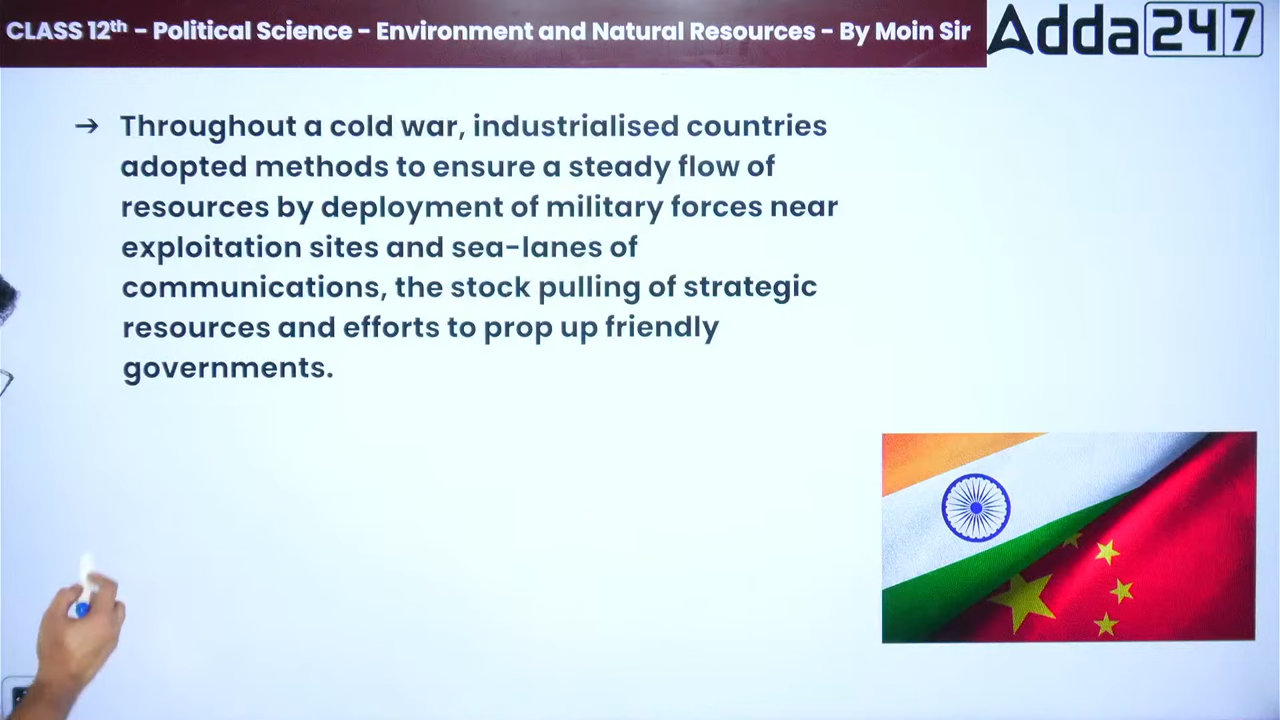 CLASS 12th – Political Science – Environment and Natural Resources – By Moin Sir
Adda247
→ Throughout a cold war, industrialised countries
adopted methods to ensure a steady flow of
resources by deployment of military forces near
exploitation sites and sea-lanes of
communications, the stock pulling of strategic
resources and efforts to prop up friendly
governments.